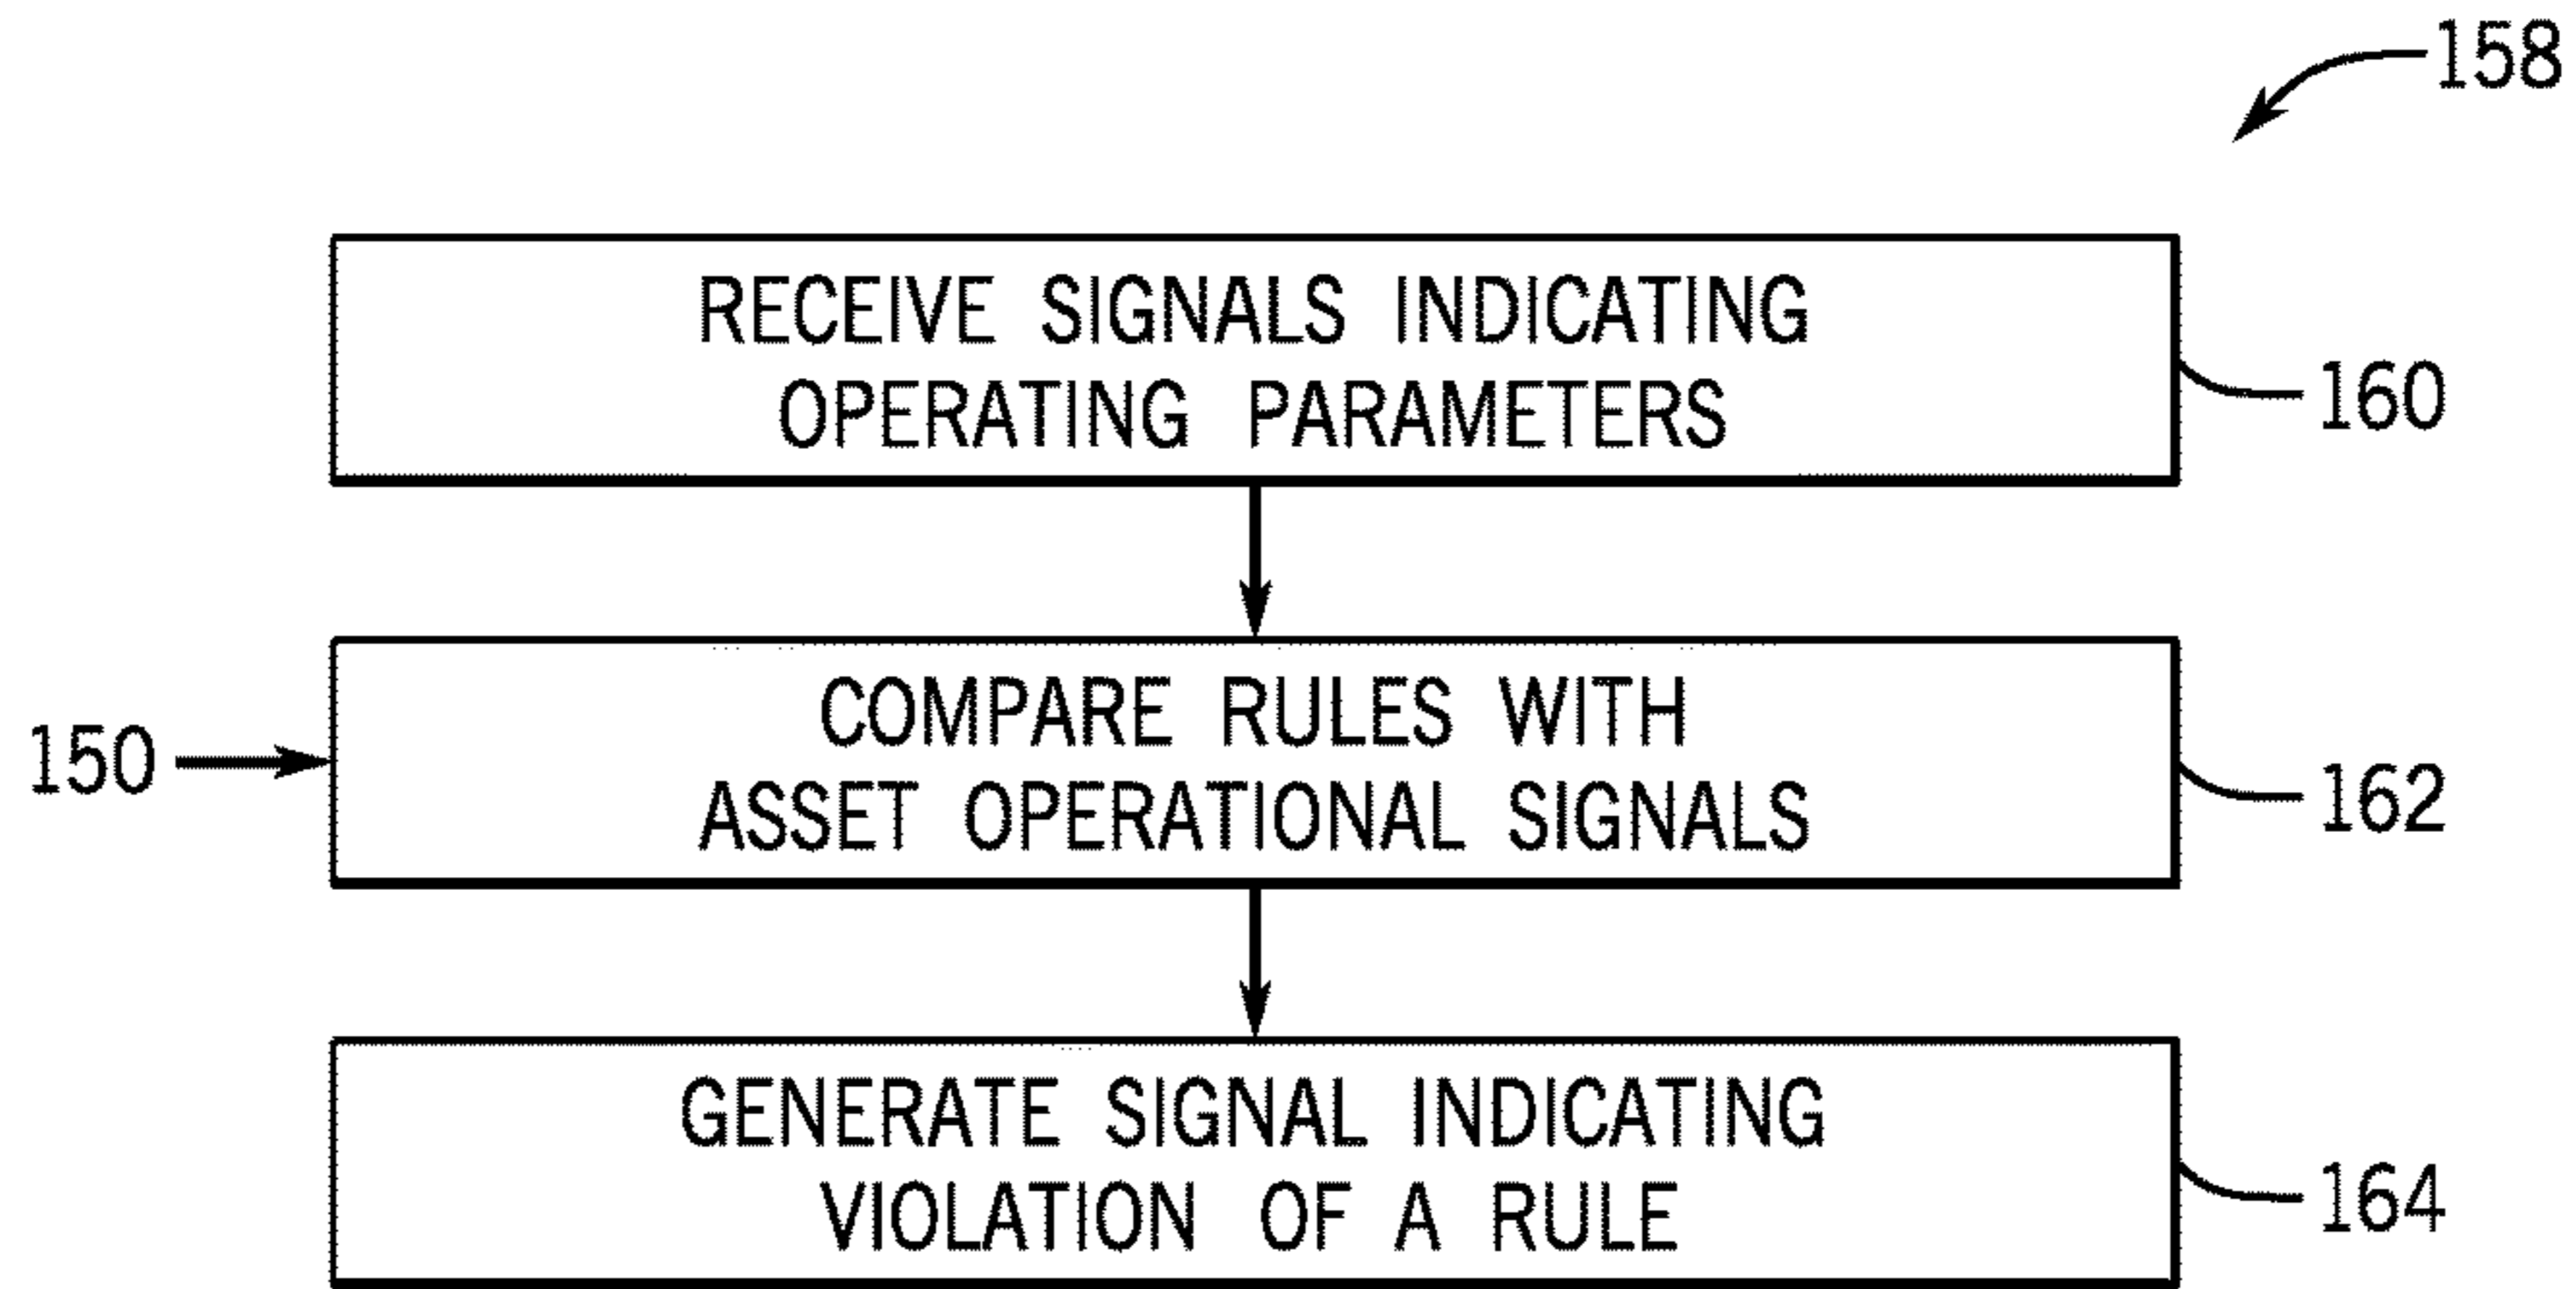 158
RECEIVE SIGNALS INDICATING
OPERATING PARAMETERS
160
COMPARE RULES WITH
ASSET OPERATIONAL SIGNALS
150
162
GENERATE SIGNAL INDICATING
VIOLATION OF A RULE
164